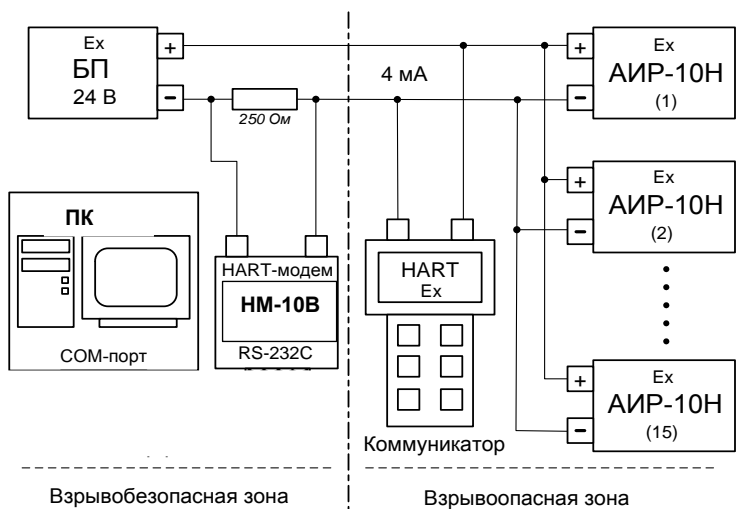 Ex
БП
24 В
+
−
250 Ом
4 мА
+
−
Ex
АИР-10Н
(1)
+
−
Ex
АИР-10Н
(2)
+
−
Ex
АИР-10Н
(15)
ПК
COM-порт
HART-модем
НМ-10В
RS-232C
HART
Ex
Коммуникатор
Взрывобезопасная зона
Взрывоопасная зона